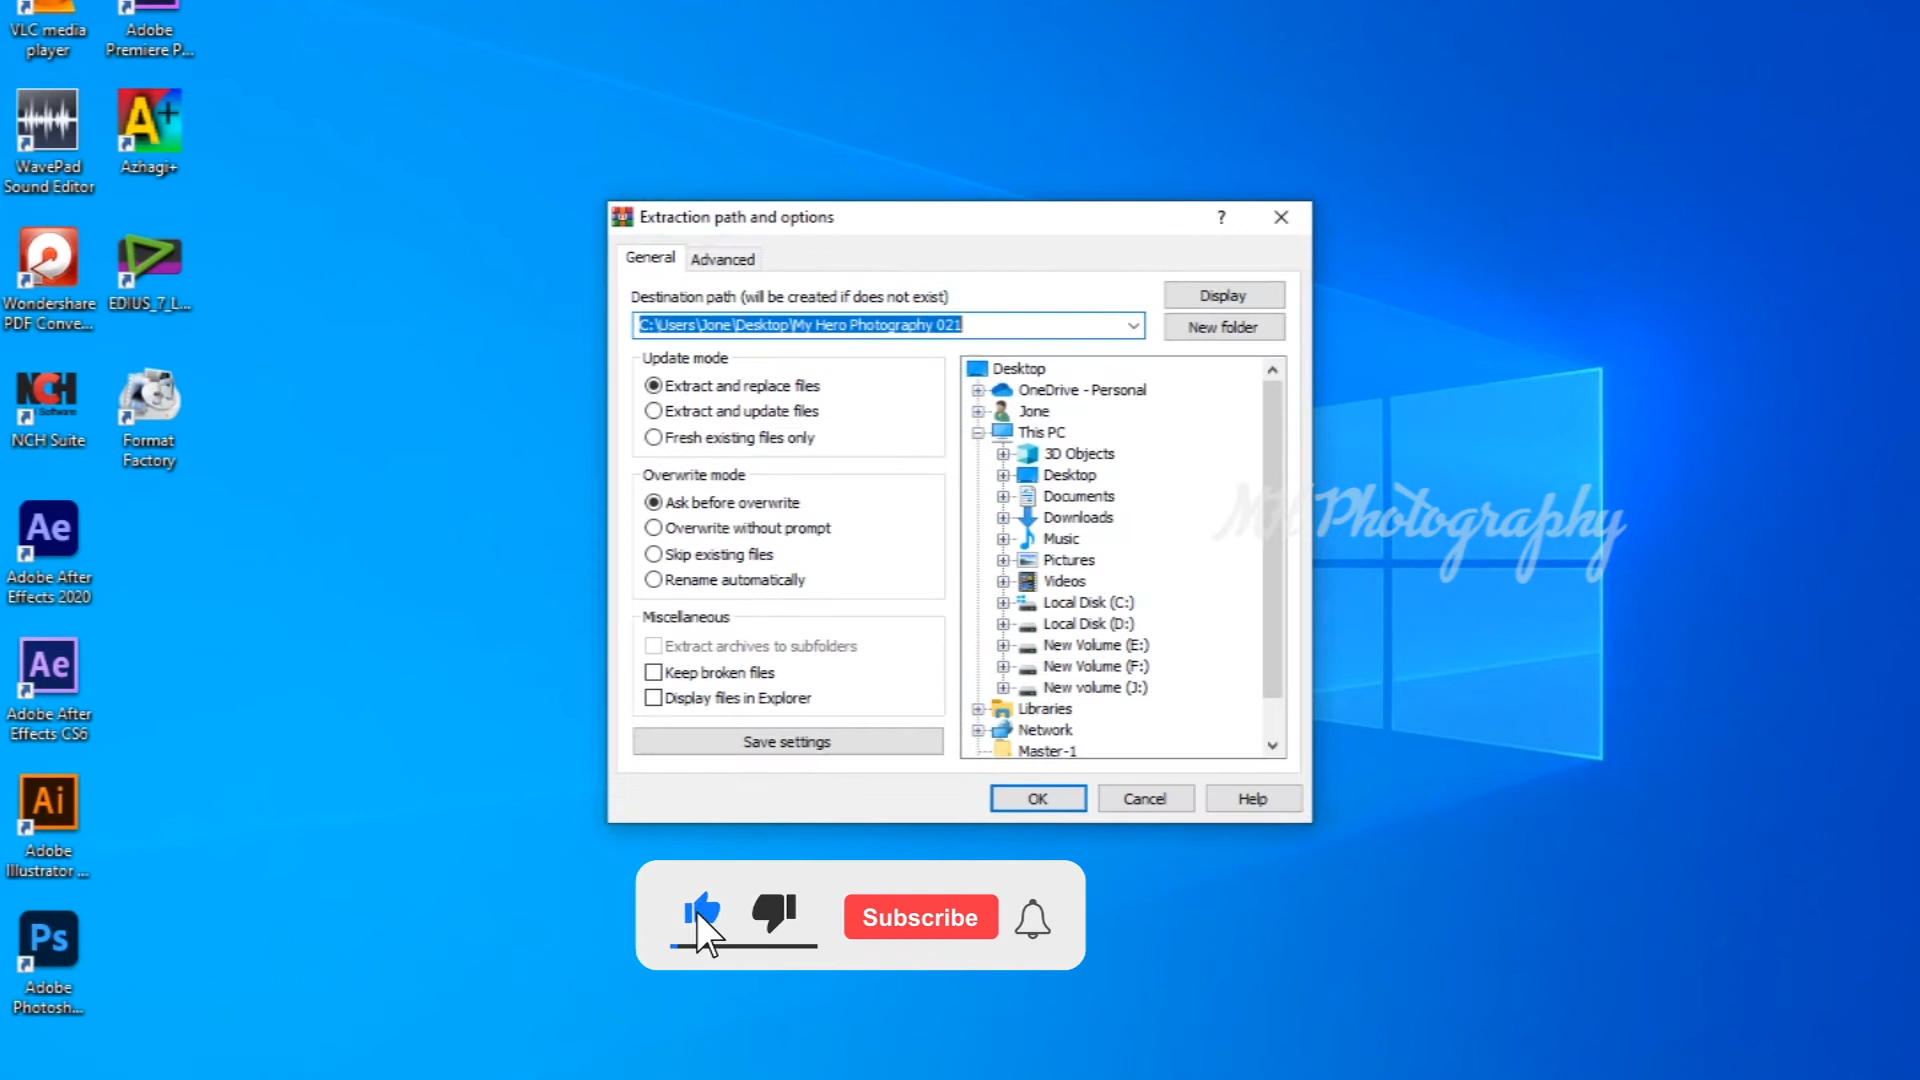 VLC media
player
Adobe
Premiere P...
WavePad
Sound Editor
A+
Azhagi+
Wondershare
PDF Conve...
EDIUS_7_L...
NCH
Software
NCH Suite
Format
Factory
Ae
Adobe After
Effects 2020
Ae
Adobe After
Effects CS6
Ai
Adobe
Illustrator ...
Ps
Adobe
Photosh...
Extraction path and options
?
General
Advanced
Destination path (will be created if does not exist)
C:\Users\Jone\Desktop\My Hero Photography 021
Display
New folder
Update mode
Extract and replace files
Extract and update files
Fresh existing files only
Overwrite mode
Ask before overwrite
Overwrite without prompt
Skip existing files
Rename automatically
Miscellaneous
Extract archives to subfolders
Keep broken files
Display files in Explorer
Save settings
Desktop
OneDrive - Personal
Jone
This PC
3D Objects
Desktop
Documents
Downloads
Music
Pictures
Videos
Local Disk (C:)
Local Disk (D:)
New Volume (E:)
New Volume (F:)
New volume (J:)
Libraries
Network
Master-1
OK
Cancel
Help
MH Photography
Subscribe